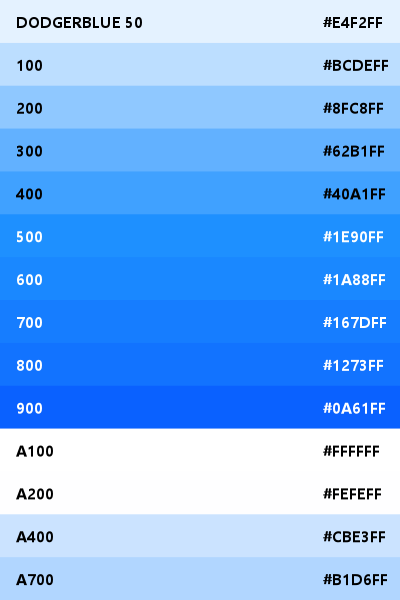 DODGERBLUE 50 #E4F2FF
100 #BCDEFF
200 #8FC8FF
300 #62B1FF
400 #40A1FF
500 #1E90FF
600 #1A88FF
700 #167DFF
800 #1273FF
900 #0A61FF
A100 #FFFFFF
A200 #FEFEFF
A400 #CBE3FF
A700 #B1D6FF